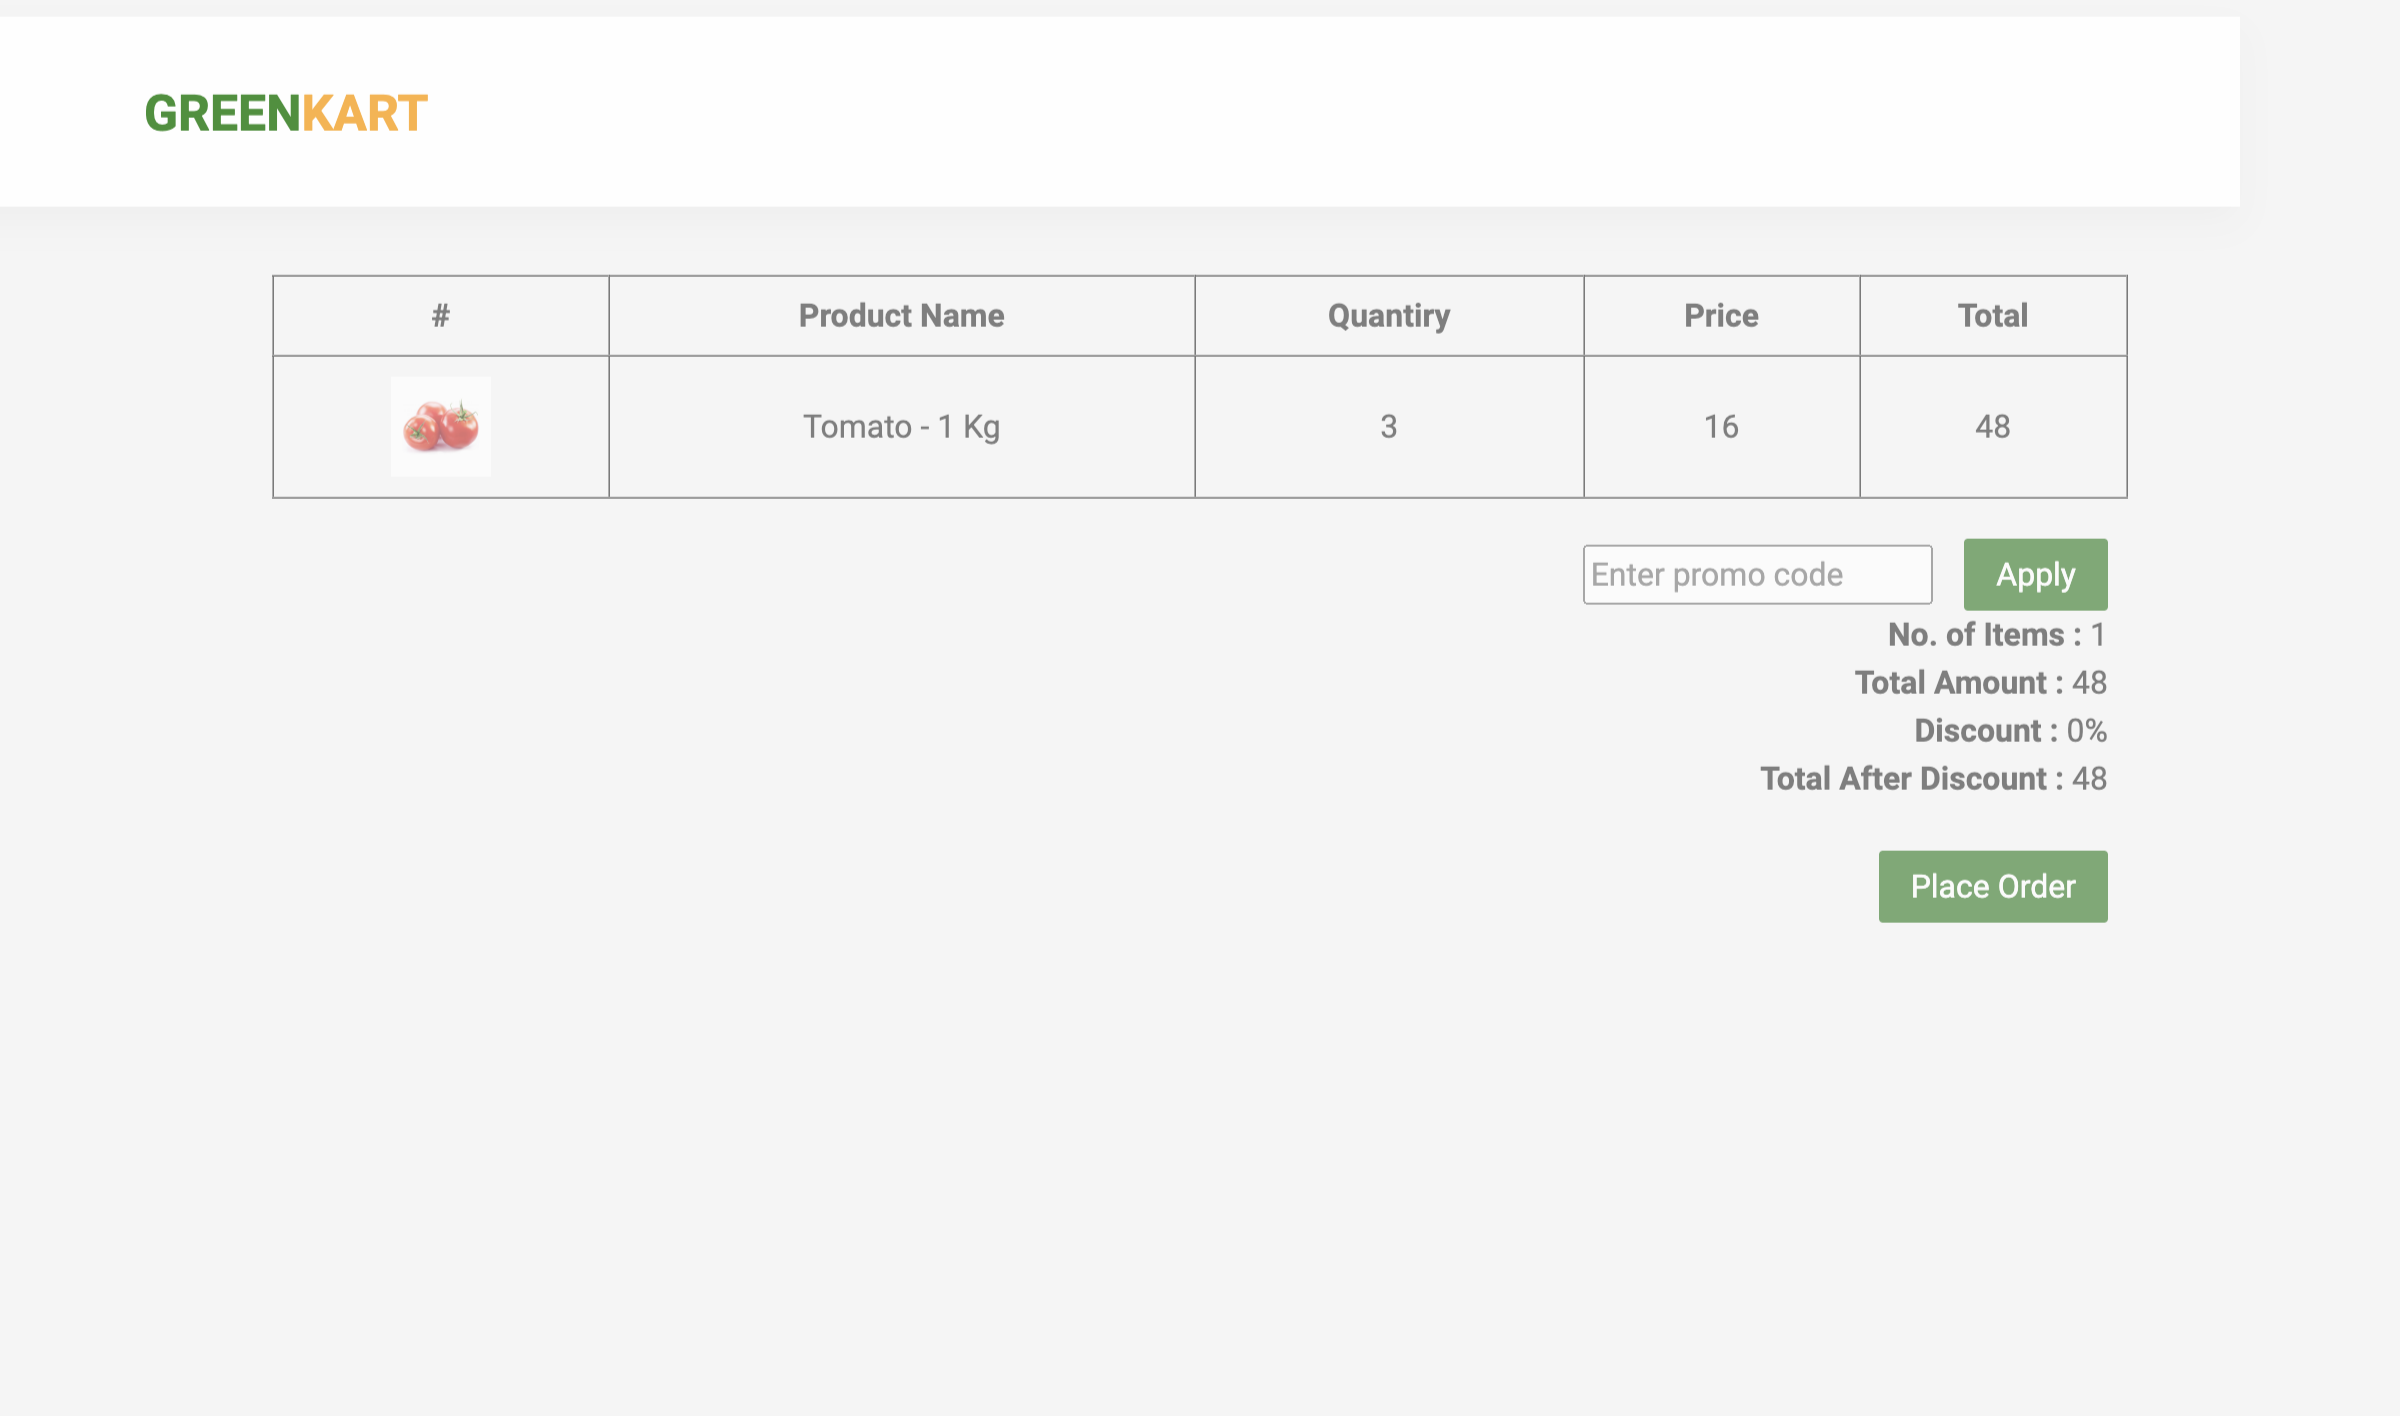 GREENKART
# Product Name Quantiry Price Total
Tomato - 1 Kg 3 16 48
Enter promo code Apply
No. of Items : 1
Total Amount : 48
Discount : 0%
Total After Discount : 48
Place Order